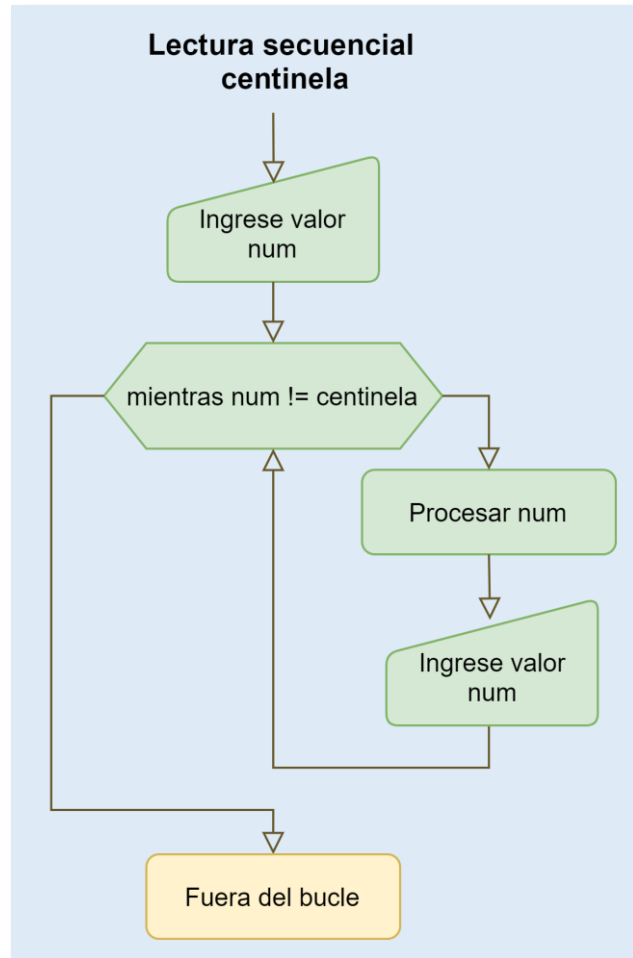 Lectura secuencial
centinela
Ingrese valor
num
mientras num != centinela
Procesar num
Ingrese valor
num
Fuera del bucle